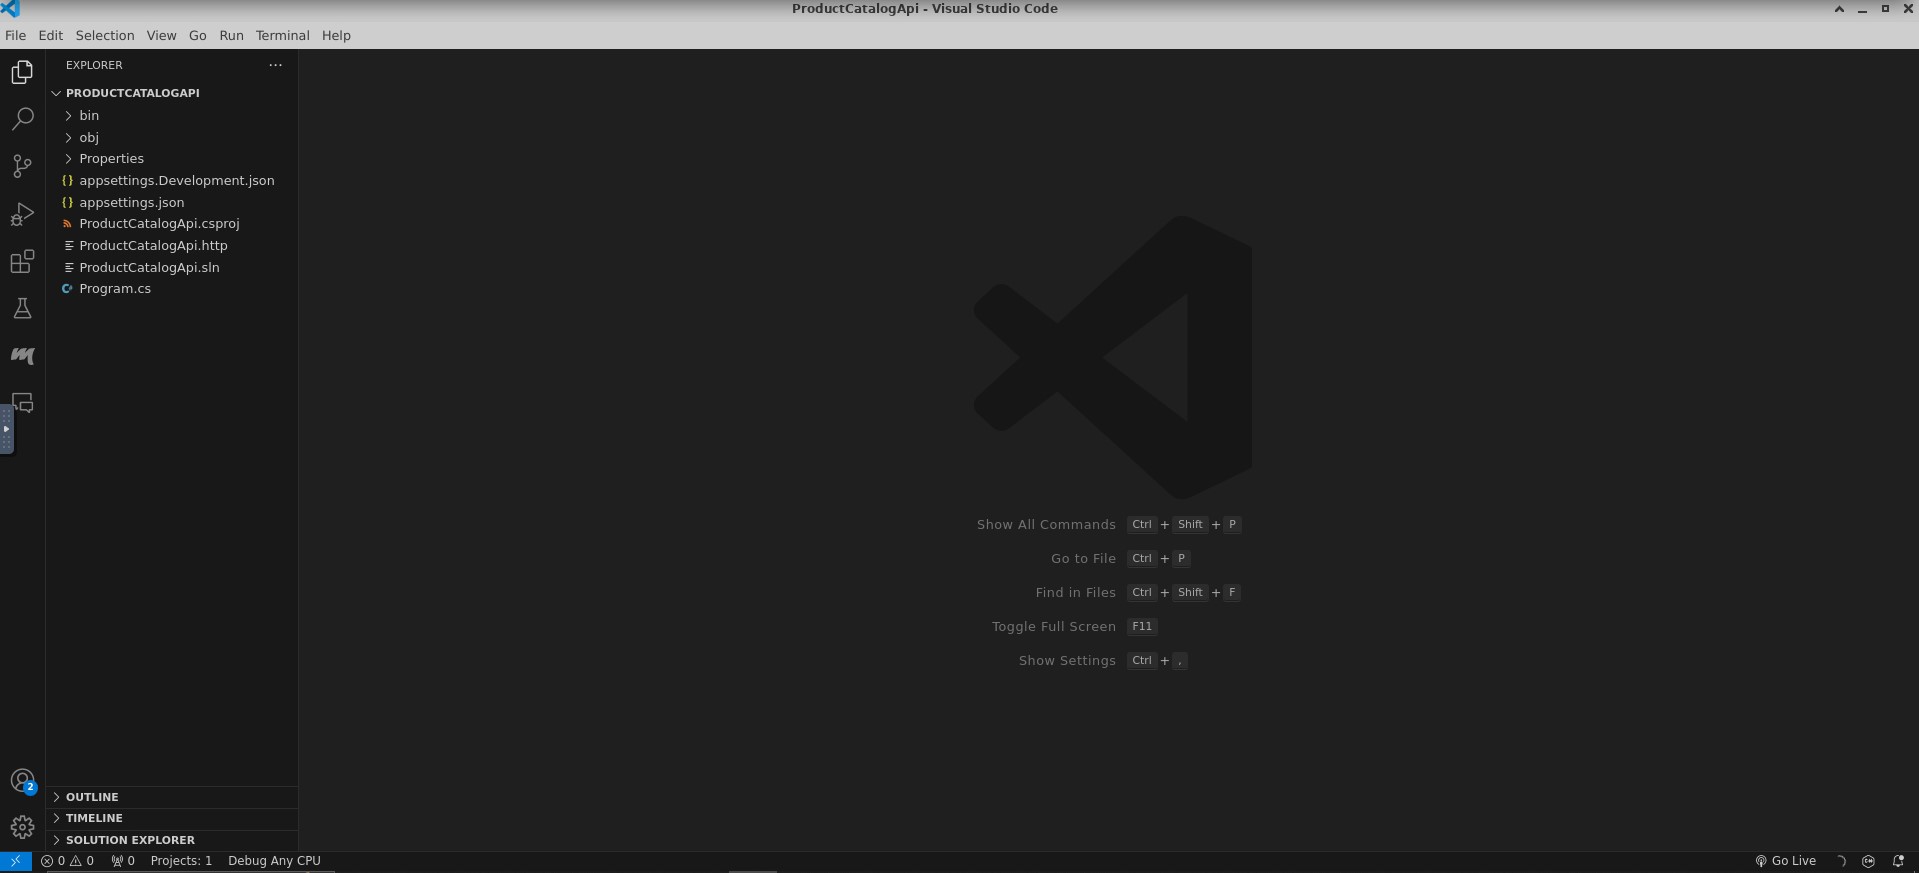 ProductCatalogApi - Visual Studio Code
File Edit Selection View Go Run Terminal Help
EXPLORER
PRODUCTCATALOGAPI
bin
obj
Properties
appsettings.Development.json
appsettings.json
ProductCatalogApi.csproj
ProductCatalogApi.http
ProductCatalogApi.sln
Program.cs
Show All Commands Ctrl + Shift + P
Go to File Ctrl + P
Find in Files Ctrl + Shift + F
Toggle Full Screen F11
Show Settings Ctrl + ,
2
OUTLINE
TIMELINE
SOLUTION EXPLORER
0 0 0 Projects: 1 Debug Any CPU Go Live